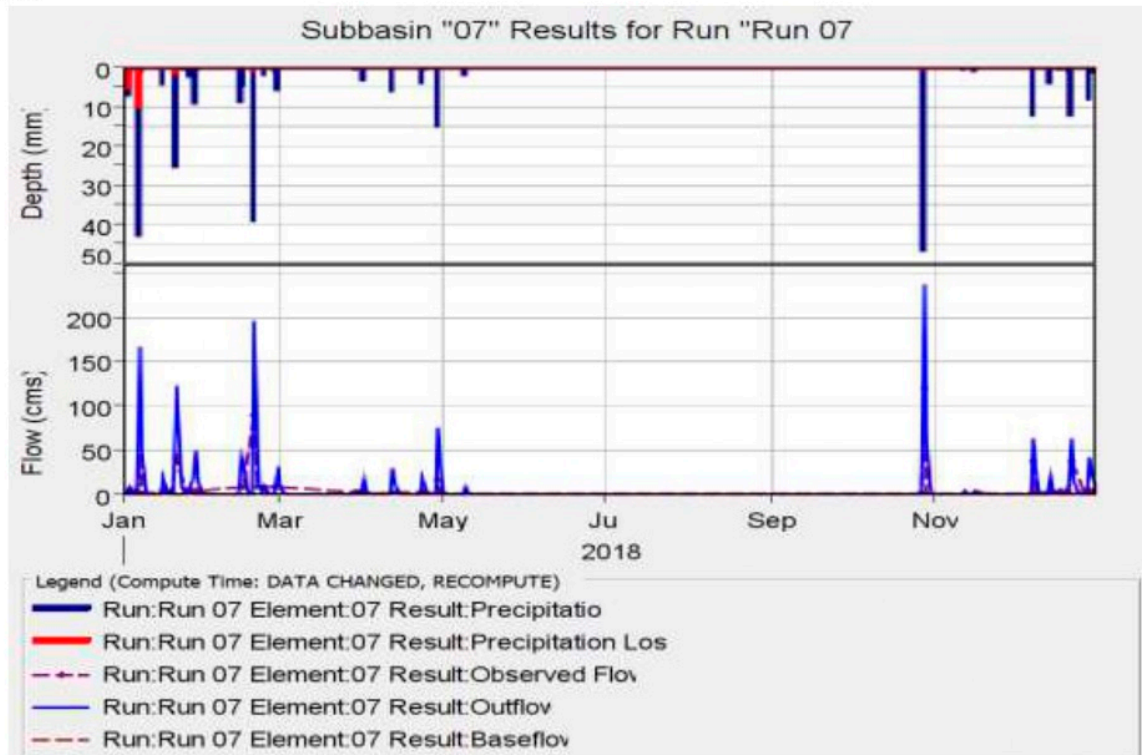 Subbasin "07" Results for Run "Run 07
0
10
20
30
40
50
Depth (mm)
200
150
100
50
0
Flow (cms)
Jan Mar May Ju Sep Nov
2018
Legend (Compute Time: DATA CHANGED, RECOMPUTE)
Run:Run 07 Element:07 Result:Precipitatio
Run:Run 07 Element:07 Result:Precipitation Los
Run:Run 07 Element:07 Result:Observed Flov
Run:Run 07 Element:07 Result:Outflov
Run:Run 07 Element:07 Result:Baseflov